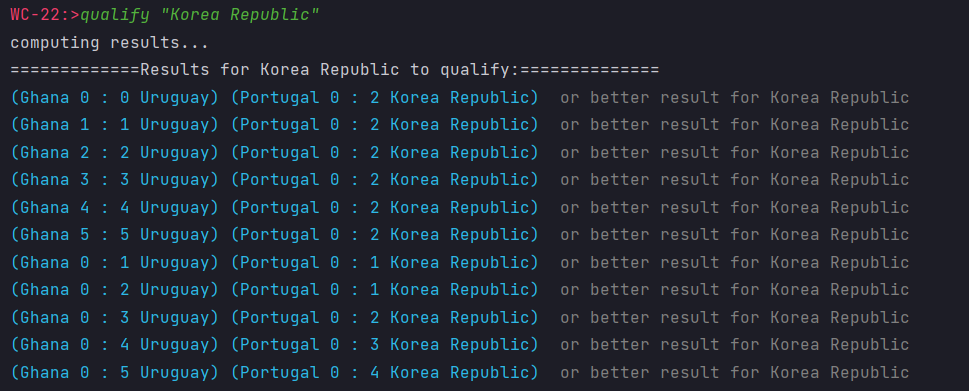 WC-22:>qualify "Korea Republic"
computing results...
=============Results for Korea Republic to qualify:==============
(Ghana 0 : 0 Uruguay) (Portugal 0 : 2 Korea Republic)  or better result for Korea Republic
(Ghana 1 : 1 Uruguay) (Portugal 0 : 2 Korea Republic)  or better result for Korea Republic
(Ghana 2 : 2 Uruguay) (Portugal 0 : 2 Korea Republic)  or better result for Korea Republic
(Ghana 3 : 3 Uruguay) (Portugal 0 : 2 Korea Republic)  or better result for Korea Republic
(Ghana 4 : 4 Uruguay) (Portugal 0 : 2 Korea Republic)  or better result for Korea Republic
(Ghana 5 : 5 Uruguay) (Portugal 0 : 2 Korea Republic)  or better result for Korea Republic
(Ghana 0 : 1 Uruguay) (Portugal 0 : 1 Korea Republic)  or better result for Korea Republic
(Ghana 0 : 2 Uruguay) (Portugal 0 : 1 Korea Republic)  or better result for Korea Republic
(Ghana 0 : 3 Uruguay) (Portugal 0 : 2 Korea Republic)  or better result for Korea Republic
(Ghana 0 : 4 Uruguay) (Portugal 0 : 3 Korea Republic)  or better result for Korea Republic
(Ghana 0 : 5 Uruguay) (Portugal 0 : 4 Korea Republic)  or better result for Korea Republic